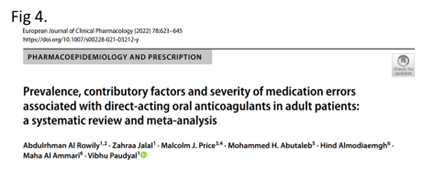 Fig 4.
European Journal of Clinical Pharmacology (2022) 78:623–645
https://doi.org/10.1007/s00228-021-03212-y
PHARMACOEPIDEMIOLOGY AND PRESCRIPTION
Check for
updates
Prevalence, contributory factors and severity of medication errors
associated with direct-acting oral anticoagulants in adult patients:
a systematic review and meta-analysis
Abdulrhman Al Rowily1,2 · Zahraa Jalal1 · Malcolm J. Price3,4 · Mohammed H. Abutaleb5 · Hind Almodiaemgh6 ·
Maha Al Ammari6 · Vibhu Paudyal1